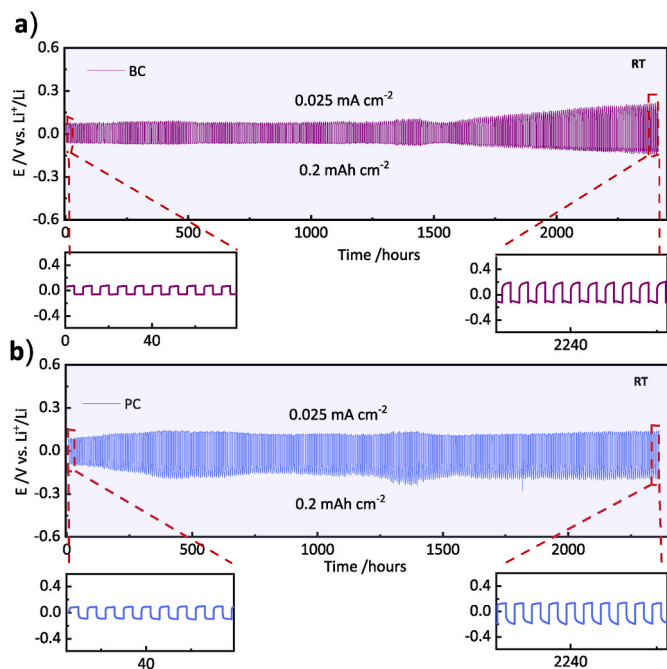 a)
0.6
BC
RT
0.025 mA cm⁻²
0.3
0.0
E /V vs. Li⁺/Li
0.2 mAh cm⁻²
-0.3
-0.6
0 500 1000 1500 2000
Time /hours
0.4
0.0
-0.4
0 40
0.4
0.0
-0.4
2240
b)
0.6
PC
RT
0.025 mA cm⁻²
0.3
0.0
E /V vs. Li⁺/Li
0.2 mAh cm⁻²
-0.3
-0.6
0 500 1000 1500 2000
Time /hours
0.4
0.0
-0.4
40
0.4
0.0
-0.4
2240